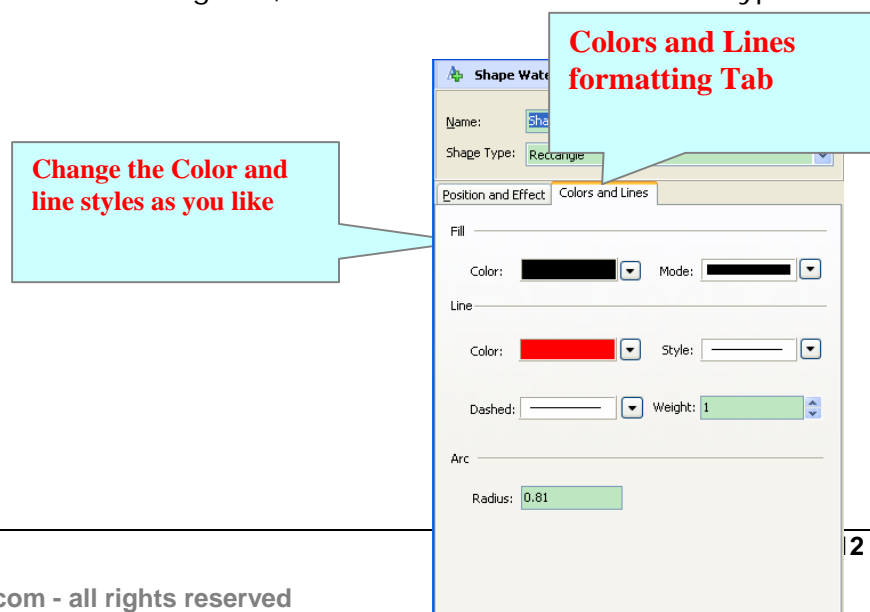 Colors and Lines
formatting Tab
Shape Wate
Name: Sha
Shape Type: Rectangle
Change the Color and
line styles as you like
Position and Effect Colors and Lines
Fill
Color: Mode:
Line
Color: Style:
Dashed: Weight: 1
Arc
Radius: 0.81
12
com - all rights reserved